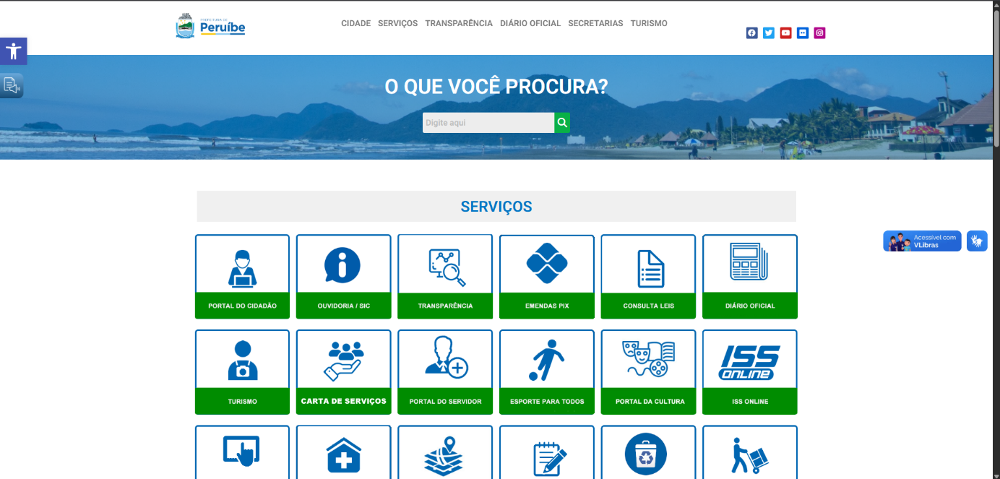 PREFEITURA DE
Peruíbe
CIDADE SERVIÇOS TRANSPARÊNCIA DIÁRIO OFICIAL SECRETARIAS TURISMO
O QUE VOCÊ PROCURA?
Digite aqui
SERVIÇOS
Acessível com
VLibras
PORTAL DO CIDADÃO
OUVIDORIA / SIC
TRANSPARÊNCIA
EMENDAS PIX
CONSULTA LEIS
DIÁRIO OFICIAL
ISS
ONLINE
TURISMO
CARTA DE SERVIÇOS
PORTAL DO SERVIDOR
ESPORTE PARA TODOS
PORTAL DA CULTURA
ISS ONLINE